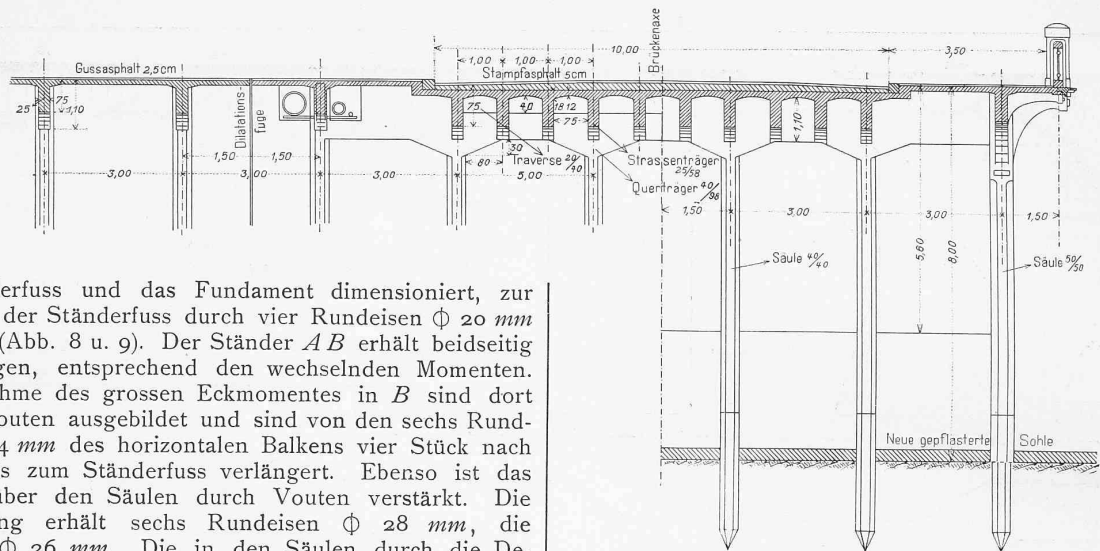 Brückenaxe
10,00
3,50
1,00 1,00 1,00
Gussasphalt 2,5cm
Stampfasphalt 5cm
25 75 1,10
Dilatations-
fuge
75 40 18 12
75
1,10
30
80
Traverse 20/40
Strassenträger
25/58
Querträger 40/98
1,50 1,50
3,00 3,00 3,00 5,00
1,50 3,00 3,00 1,50
5,60 8,00
Säule 40/40
Säule 50/50
Neue gepflästerte Sohle
erfuss und das Fundament dimensioniert, zur
der Ständerfuss durch vier Rundeisen ϕ 20 mm
(Abb. 8 u. 9). Der Ständer AB erhält beidseitig
gen, entsprechend den wechselnden Momenten.
hme des grossen Eckmomentes in B sind dort
outen ausgebildet und sind von den sechs Rund-
4 mm des horizontalen Balkens vier Stück nach
s zum Ständerfuss verlängert. Ebenso ist das
über den Säulen durch Vouten verstärkt. Die
ng erhält sechs Rundeisen ϕ 28 mm, die
ϕ 26 mm. Die in den Säulen durch die De-